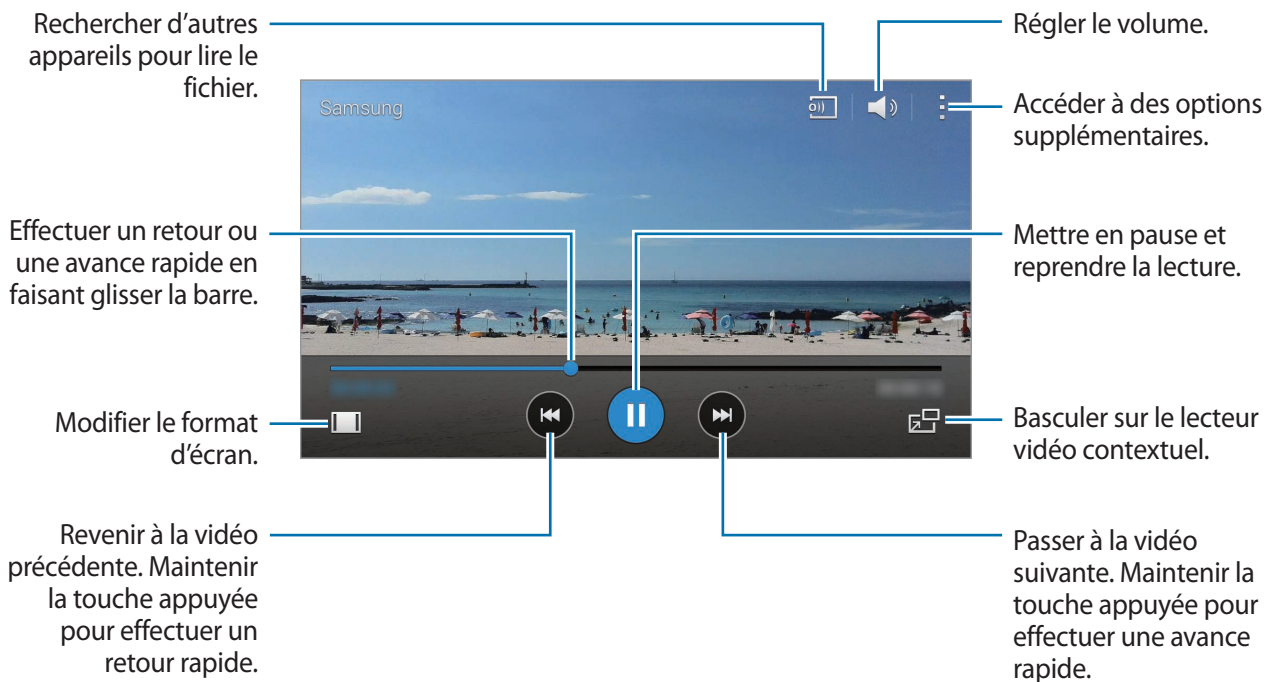 Rechercher d'autres
appareils pour lire le
fichier.
Régler le volume.
Samsung
Accéder à des options
supplémentaires.
Effectuer un retour ou
une avance rapide en
faisant glisser la barre.
Mettre en pause et
reprendre la lecture.
Modifier le format
d'écran.
Basculer sur le lecteur
vidéo contextuel.
Revenir à la vidéo
précédente. Maintenir
la touche appuyée
pour effectuer un
retour rapide.
Passer à la vidéo
suivante. Maintenir la
touche appuyée pour
effectuer une avance
rapide.